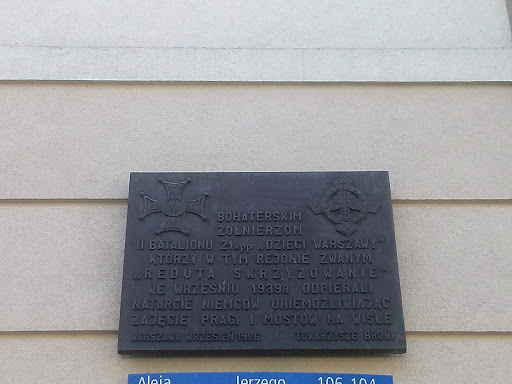 BOHATERSKIM
ŻOŁNIERZOM
II BATALIONU 21 pp „DZIECI WARSZAWY”
KTÓRZY W TYM REJONIE ZWANYM
„REDUTA SKRZYŻOWANIE”
WE WRZEŚNIU 1939R ODPIERALI
NATARCIE NIEMCÓW UNIEMOŻLIWIAJĄC
ZAJĘCIE PRAGI I MOSTÓW NA WIŚLE
WARSZAWA WRZESIEŃ 1986 TOWARZYSZE BRONI
Aleja Jerzego 106-104